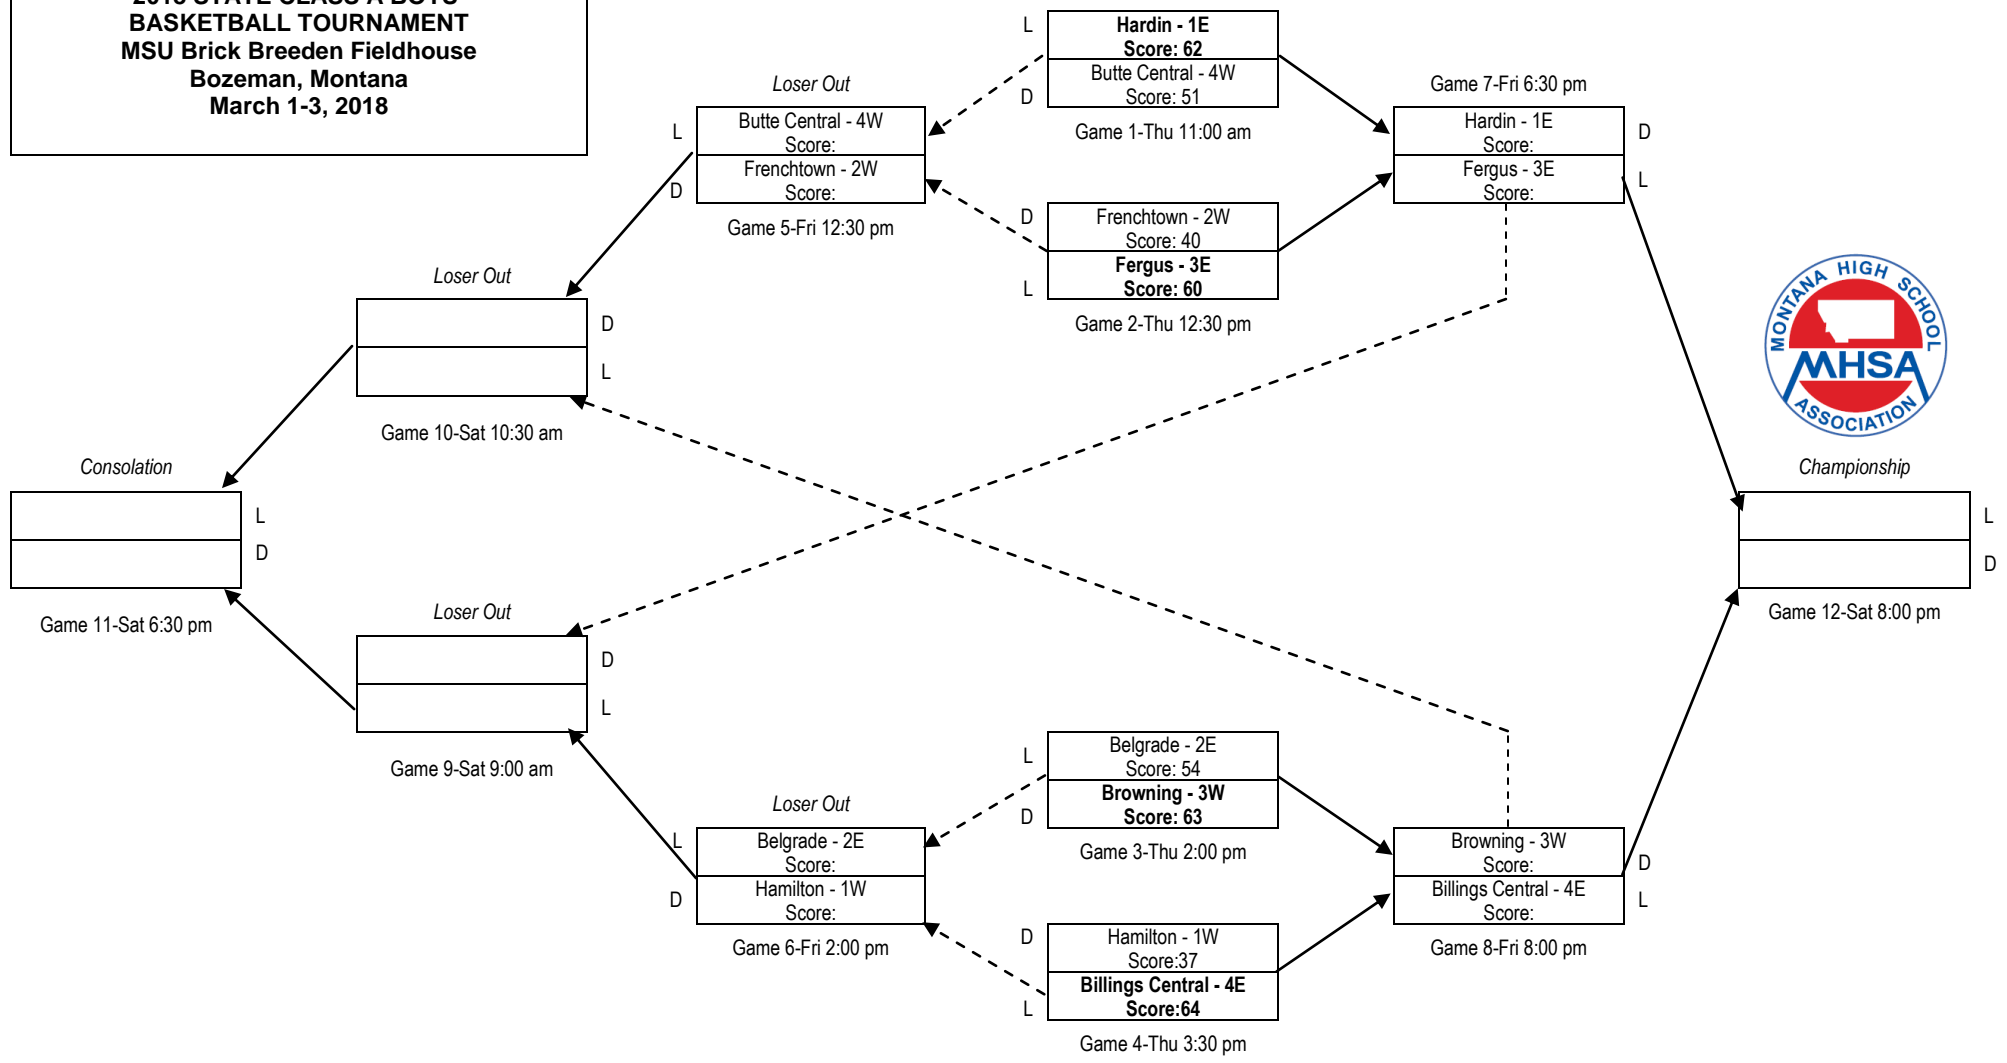 BASKETBALL TOURNAMENT
MSU Brick Breeden Fieldhouse
Bozeman, Montana
March 1-3, 2018
L
Hardin - 1E
Score: 62
D
Butte Central - 4W
Score: 51
Game 1-Thu 11:00 am
Loser Out
L
Butte Central - 4W
Score:
D
Frenchtown - 2W
Score:
Game 5-Fri 12:30 pm
Game 7-Fri 6:30 pm
Hardin - 1E
Score:
D
Fergus - 3E
Score:
L
D
Frenchtown - 2W
Score: 40
L
Fergus - 3E
Score: 60
Game 2-Thu 12:30 pm
Loser Out
D
L
Game 10-Sat 10:30 am
MONTANA HIGH SCHOOL
MHSA
ASSOCIATION
Consolation
L
D
Game 11-Sat 6:30 pm
Championship
L
D
Game 12-Sat 8:00 pm
Loser Out
D
L
Game 9-Sat 9:00 am
L
Belgrade - 2E
Score: 54
D
Browning - 3W
Score: 63
Game 3-Thu 2:00 pm
Loser Out
L
Belgrade - 2E
Score:
D
Hamilton - 1W
Score:
Game 6-Fri 2:00 pm
Browning - 3W
Score:
D
Billings Central - 4E
Score:
L
Game 8-Fri 8:00 pm
D
Hamilton - 1W
Score:37
L
Billings Central - 4E
Score:64
Game 4-Thu 3:30 pm